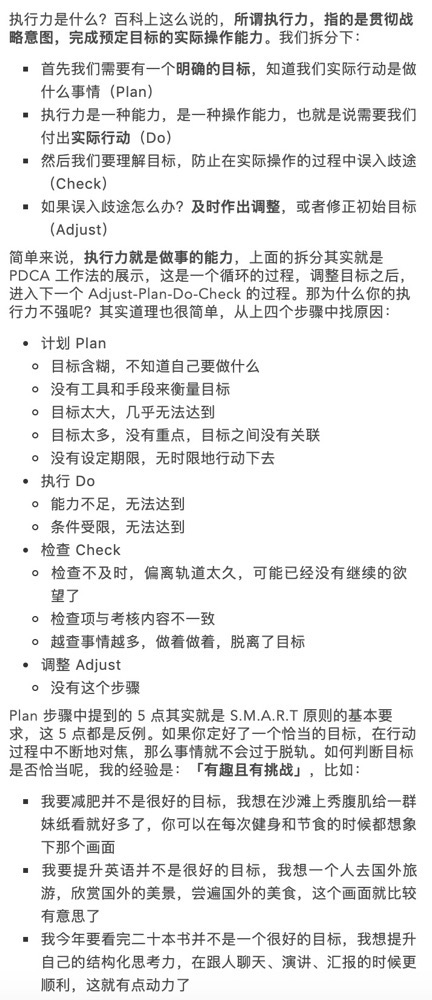 执行力是什么？百科上这么说的，所谓执行力，指的是贯彻战
略意图，完成预定目标的实际操作能力。我们拆分下：
▪ 首先我们需要有一个明确的目标，知道我们实际行动是做
什么事情（Plan）
▪ 执行力是一种能力，是一种操作能力，也就是说需要我们
付出实际行动（Do）
▪ 然后我们要理解目标，防止在实际操作的过程中误入歧途
（Check）
▪ 如果误入歧途怎么办？及时作出调整，或者修正初始目标
（Adjust）
简单来说，执行力就是做事的能力，上面的拆分其实就是
PDCA 工作法的展示，这是一个循环的过程，调整目标之后，
进入下一个 Adjust-Plan-Do-Check 的过程。那为什么你的执
行力不强呢？其实道理也很简单，从上四个步骤中找原因：
• 计划 Plan
◦ 目标含糊，不知道自己要做什么
◦ 没有工具和手段来衡量目标
◦ 目标太大，几乎无法达到
◦ 目标太多，没有重点，目标之间没有关联
◦ 没有设定期限，无时限地行动下去
• 执行 Do
◦ 能力不足，无法达到
◦ 条件受限，无法达到
• 检查 Check
◦ 检查不及时，偏离轨道太久，可能已经没有继续的欲
望了
◦ 检查项与考核内容不一致
◦ 越查事情越多，做着做着，脱离了目标
• 调整 Adjust
◦ 没有这个步骤
Plan 步骤中提到的 5 点其实就是 S.M.A.R.T 原则的基本要
求，这 5 点都是反例。如果你定好了一个恰当的目标，在行动
过程中不断地对焦，那么事情就不会过于脱轨。如何判断目标
是否恰当呢，我的经验是：「有趣且有挑战」，比如：
▪ 我要减肥并不是很好的目标，我想在沙滩上秀腹肌给一群
妹纸看就好多了，你可以在每次健身和节食的时候都想象
下那个画面
▪ 我要提升英语并不是很好的目标，我想一个人去国外旅
游，欣赏国外的美景，尝遍国外的美食，这个画面就比较
有意思了
▪ 我今年要看完二十本书并不是一个很好的目标，我想提升
自己的结构化思考力，在跟人聊天、演讲、汇报的时候更
顺利，这就有点动力了